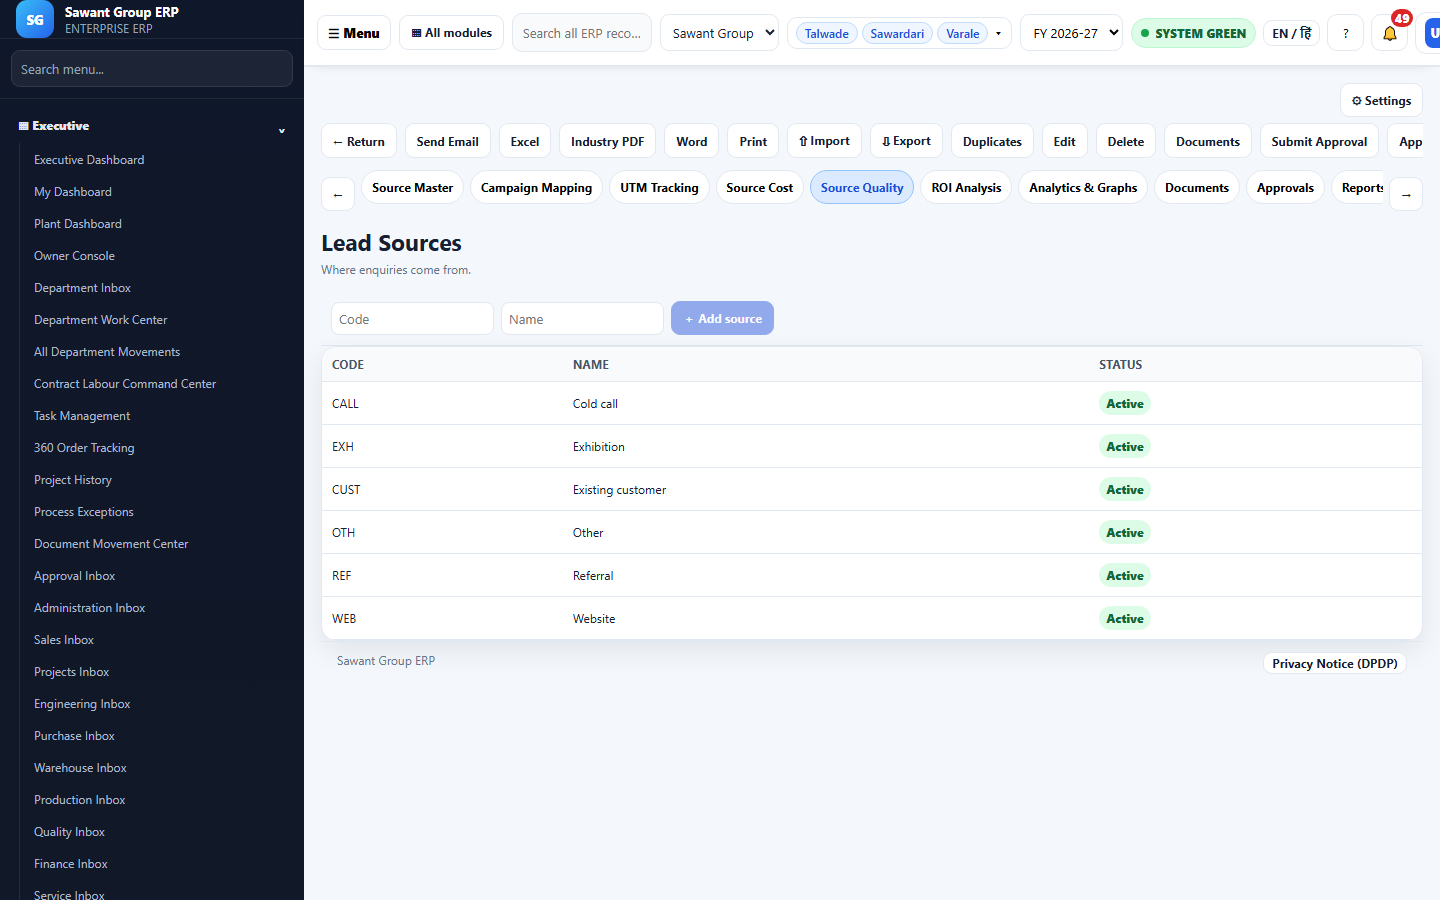 SG
Sawant Group ERP
ENTERPRISE ERP
Search menu...
Executive
Executive Dashboard
My Dashboard
Plant Dashboard
Owner Console
Department Inbox
Department Work Center
All Department Movements
Contract Labour Command Center
Task Management
360 Order Tracking
Project History
Process Exceptions
Document Movement Center
Approval Inbox
Administration Inbox
Sales Inbox
Projects Inbox
Engineering Inbox
Purchase Inbox
Warehouse Inbox
Production Inbox
Quality Inbox
Finance Inbox
Service Inbox
☰ Menu
All modules
Search all ERP reco...
Sawant Group
Talwade Sawardari Varale
FY 2026-27
SYSTEM GREEN
EN / हिं
?
49
U
⚙ Settings
← Return
Send Email
Excel
Industry PDF
Word
Print
⇧ Import
⇩ Export
Duplicates
Edit
Delete
Documents
Submit Approval
App
←
Source Master
Campaign Mapping
UTM Tracking
Source Cost
Source Quality
ROI Analysis
Analytics & Graphs
Documents
Approvals
Reports
→
Lead Sources
Where enquiries come from.
Code
Name
+ Add source
CODE NAME STATUS
CALL Cold call Active
EXH Exhibition Active
CUST Existing customer Active
OTH Other Active
REF Referral Active
WEB Website Active
Sawant Group ERP
Privacy Notice (DPDP)